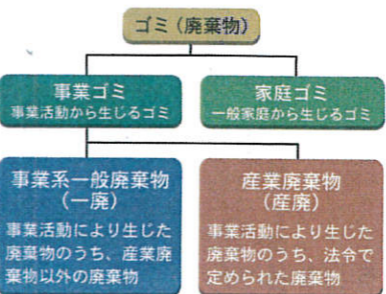 ゴミ（廃棄物）
事業ゴミ
事業活動から生じるゴミ
家庭ゴミ
一般家庭から生じるゴミ
事業系一般廃棄物
（一廃）
事業活動により生じた
廃棄物のうち、産業廃
棄物以外の廃棄物
産業廃棄物
（産廃）
事業活動により生じた
廃棄物のうち、法令で
定められた廃棄物